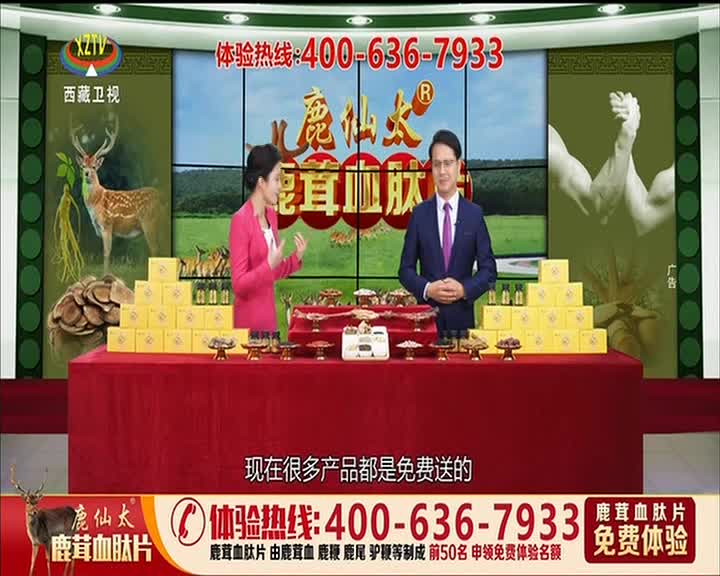 体验热线:400-636-7933
XZTV
西藏卫视
鹿仙太®
鹿茸血肽片
广告
现在很多产品都是免费送的
鹿仙太®
鹿茸血肽片
体验热线:400-636-7933
鹿茸血肽片 由鹿茸血 鹿鞭 鹿尾 驴鞭等制成 前50名 申领免费体验名额
鹿茸血肽片
免费体验